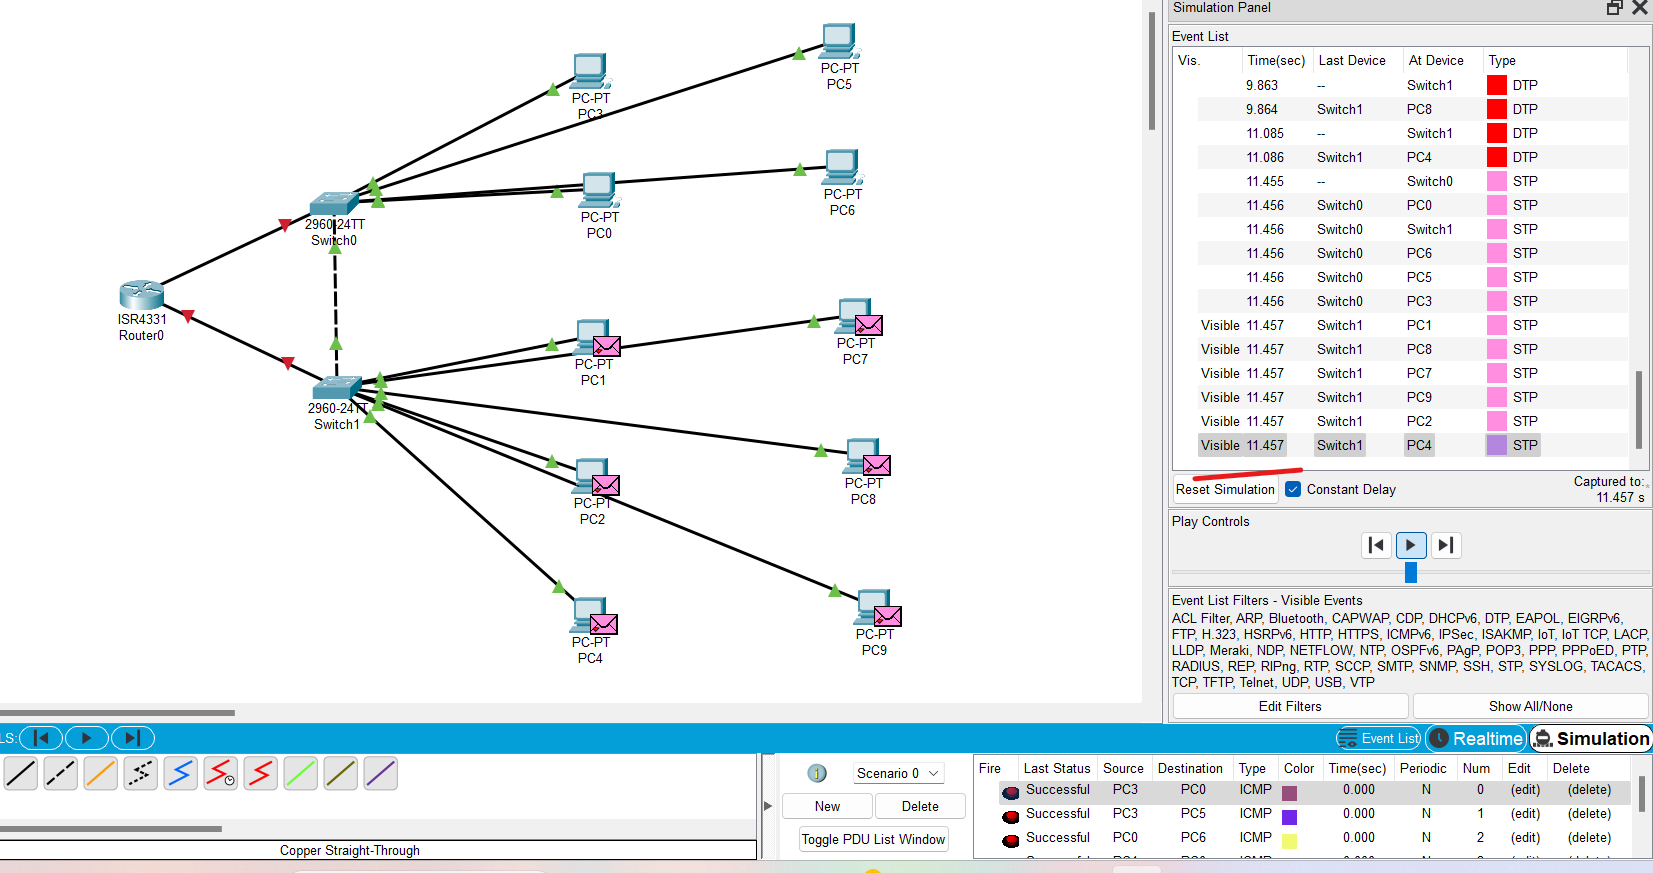 Simulation Panel
Event List
Vis. Time(sec) Last Device At Device Type
9.863 -- Switch1 DTP
9.864 Switch1 PC8 DTP
11.085 -- Switch1 DTP
11.086 Switch1 PC4 DTP
11.455 -- Switch0 STP
11.456 Switch0 PC0 STP
11.456 Switch0 Switch1 STP
11.456 Switch0 PC6 STP
11.456 Switch0 PC5 STP
11.456 Switch0 PC3 STP
Visible 11.457 Switch1 PC1 STP
Visible 11.457 Switch1 PC8 STP
Visible 11.457 Switch1 PC7 STP
Visible 11.457 Switch1 PC9 STP
Visible 11.457 Switch1 PC2 STP
Visible 11.457 Switch1 PC4 STP
Reset Simulation Constant Delay
Captured to:
11.457 s
Play Controls
Event List Filters - Visible Events
ACL Filter, ARP, Bluetooth, CAPWAP, CDP, DHCPv6, DTP, EAPOL, EIGRPv6,
FTP, H.323, HSRPv6, HTTP, HTTPS, ICMPv6, IPSec, ISAKMP, IoT, IoT TCP, LACP,
LLDP, Meraki, NDP, NETFLOW, NTP, OSPFv6, PAgP, POP3, PPP, PPPoED, PTP,
RADIUS, REP, RIPng, RTP, SCCP, SMTP, SNMP, SSH, STP, SYSLOG, TACACS,
TCP, TFTP, Telnet, UDP, USB, VTP
Edit Filters Show All/None
PC-PT
PC5
PC-PT
PC3
PC-PT
PC6
PC-PT
PC0
2960-24TT
Switch0
ISR4331
Router0
PC-PT
PC7
PC-PT
PC1
2960-24TT
Switch1
PC-PT
PC8
PC-PT
PC2
PC-PT
PC4
PC-PT
PC9
LS:
Event List Realtime Simulation
Copper Straight-Through
Scenario 0
New Delete
Toggle PDU List Window
Fire Last Status Source Destination Type Color Time(sec) Periodic Num Edit Delete
Successful PC3 PC0 ICMP 0.000 N 0 (edit) (delete)
Successful PC3 PC5 ICMP 0.000 N 1 (edit) (delete)
Successful PC0 PC6 ICMP 0.000 N 2 (edit) (delete)